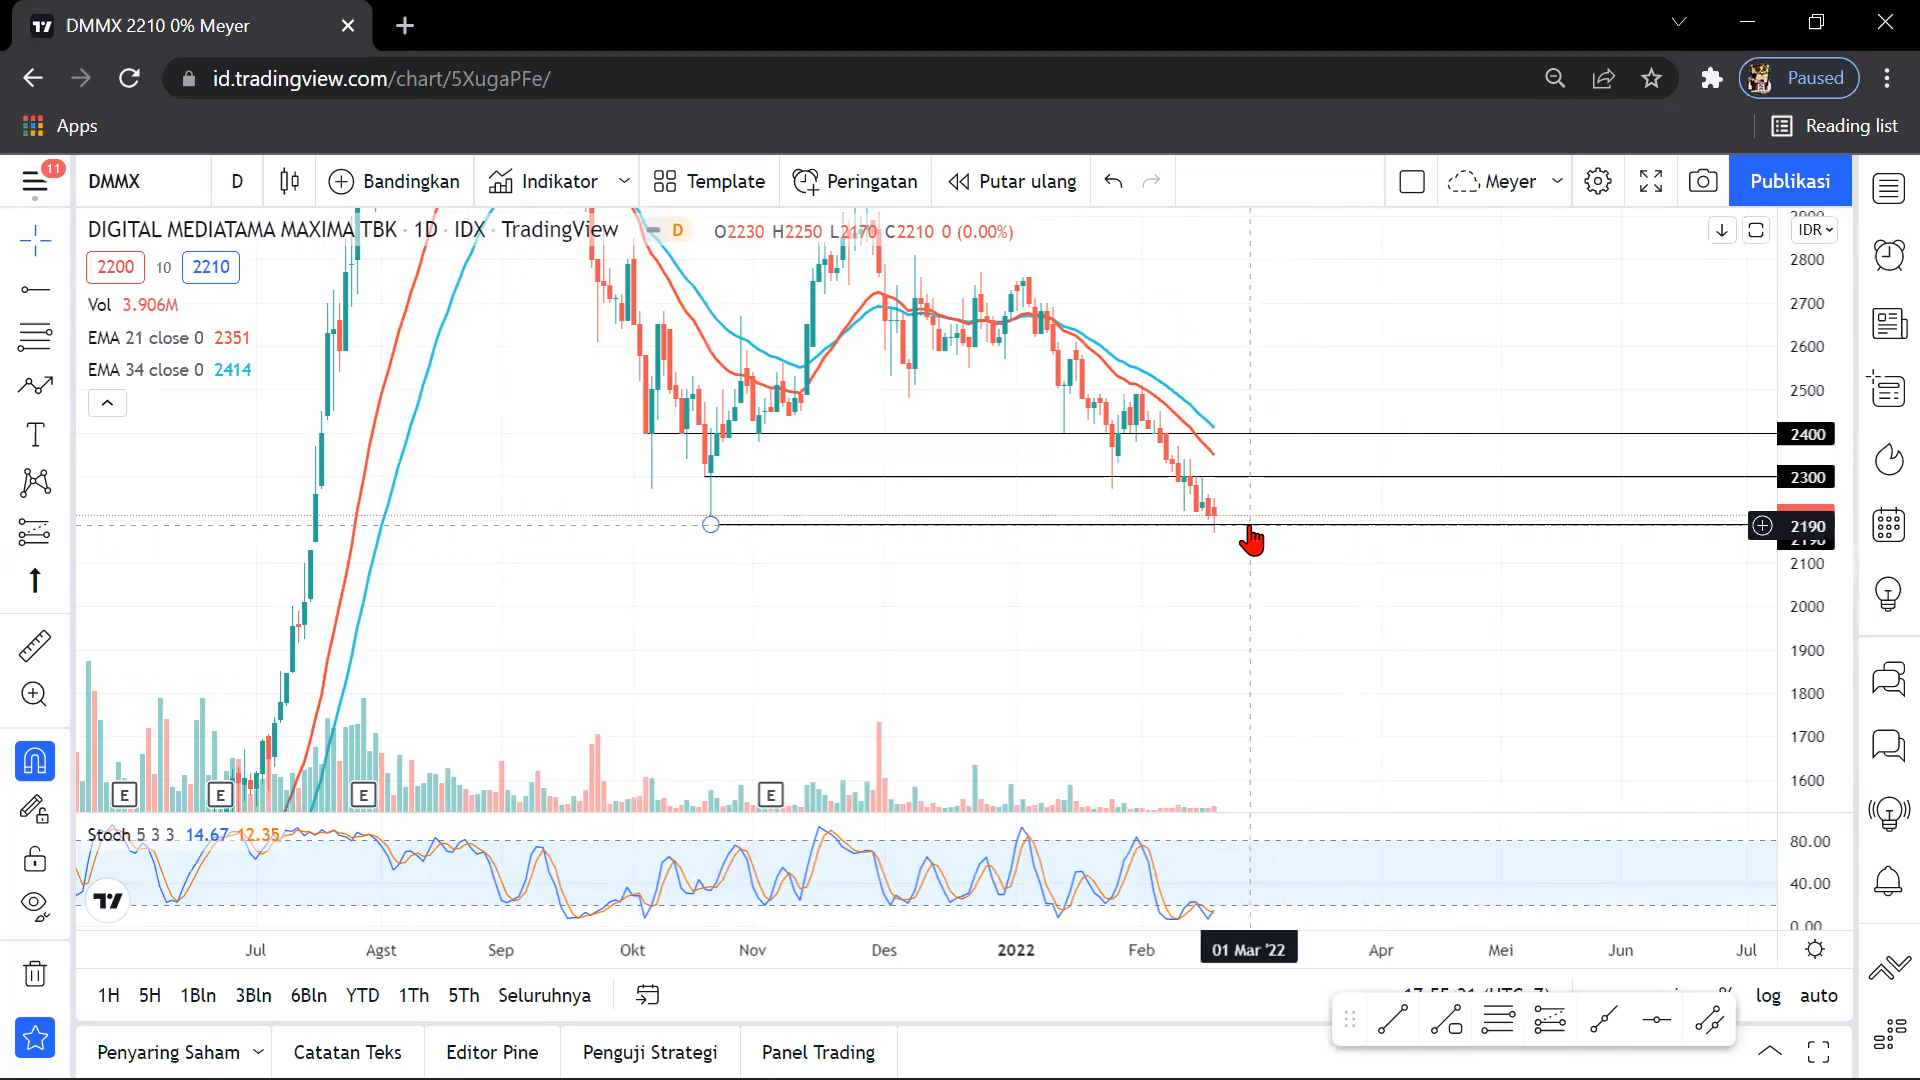 DMMX 2210 0% Meyer
id.tradingview.com/chart/5XugaPFe/
Paused
Apps
Reading list
11
DMMX
D
Bandingkan
Indikator
Template
Peringatan
Putar ulang
Meyer
Publikasi
DIGITAL MEDIATAMA MAXIMA TBK · 1D · IDX · TradingView
D
O2230 H2250 L2170 C2210 0 (0.00%)
IDR
2200
10
2210
Vol 3.906M
EMA 21 close 0 2351
EMA 34 close 0 2414
2900
2800
2700
2600
2500
2400
2300
2190
2190
2100
2000
1900
1800
1700
1600
E
E
E
E
Stoch 5 3 3 14.67 12.35
80.00
40.00
0.00
Jul
Agst
Sep
Okt
Nov
Des
2022
Feb
01 Mar '22
Apr
Mei
Jun
Jul
1H
5H
1Bln
3Bln
6Bln
YTD
1Th
5Th
Seluruhnya
log
auto
Penyaring Saham
Catatan Teks
Editor Pine
Penguji Strategi
Panel Trading